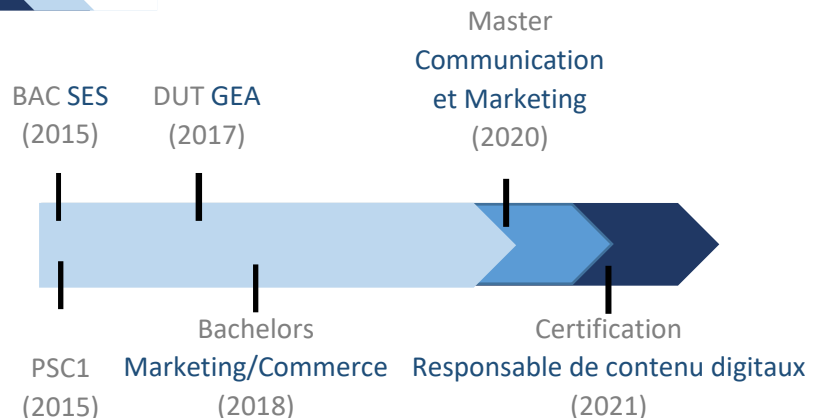 Master
Communication
et Marketing
(2020)
BAC SES
(2015)
DUT GEA
(2017)
Bachelors
Marketing/Commerce
(2018)
PSC1
(2015)
Certification
Responsable de contenu digitaux
(2021)